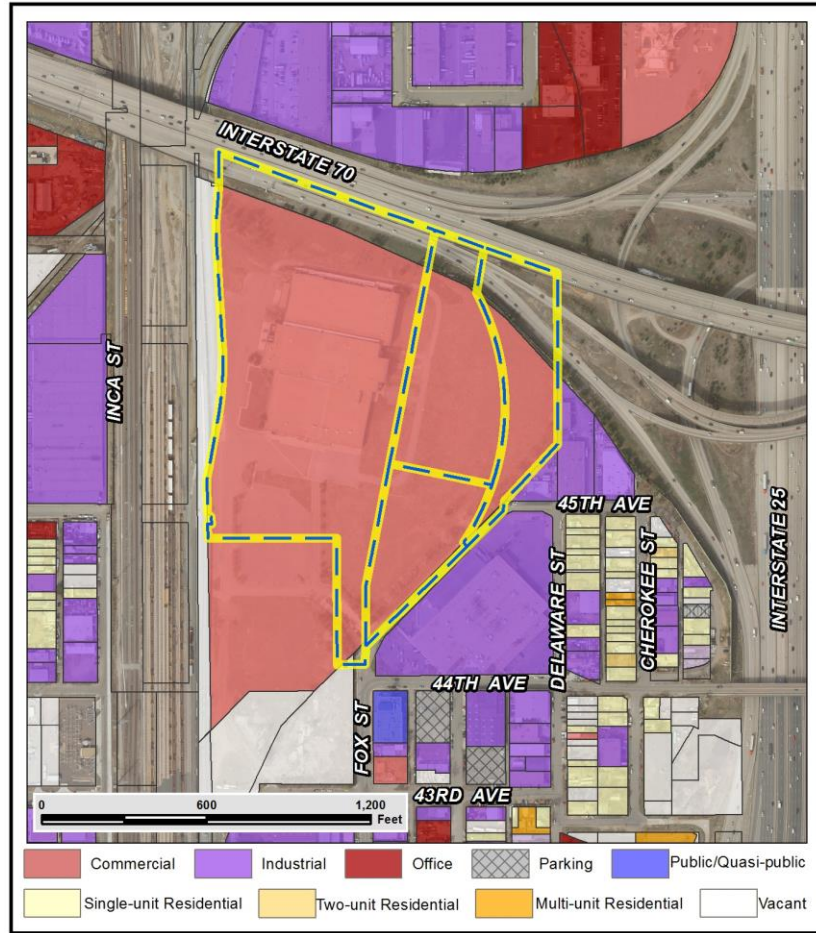 INTERSTATE 70
INCA ST
45TH AVE
DELAWARE ST
CHEROKEE ST
INTERSTATE 25
44TH AVE
FOX ST
43RD AVE
0 600 1,200
Feet
Commercial Industrial Office Parking Public/Quasi-public
Single-unit Residential Two-unit Residential Multi-unit Residential Vacant